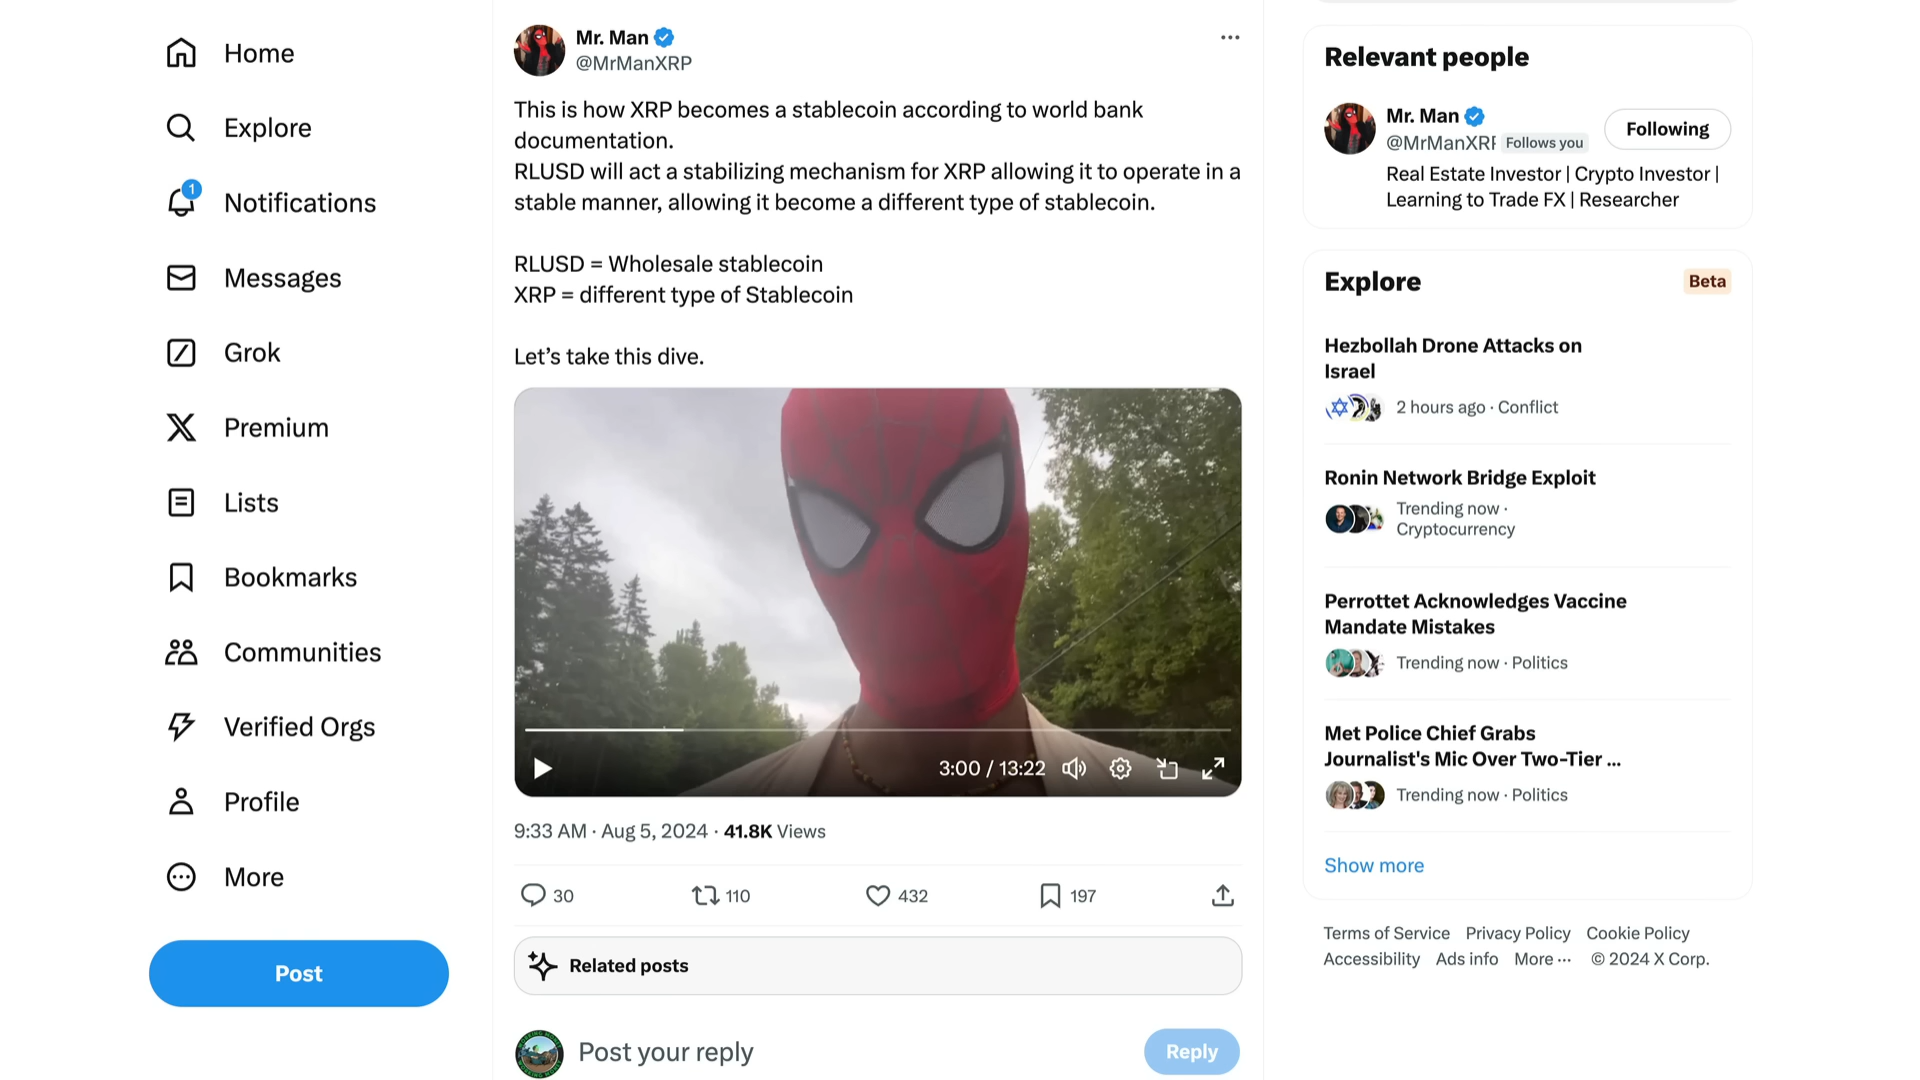 Home
Explore
1
Notifications
Messages
Grok
Premium
Lists
Bookmarks
Communities
Verified Orgs
Profile
More
Post
Mr. Man
@MrManXRP
This is how XRP becomes a stablecoin according to world bank
documentation.
RLUSD will act a stabilizing mechanism for XRP allowing it to operate in a
stable manner, allowing it become a different type of stablecoin.
RLUSD = Wholesale stablecoin
XRP = different type of Stablecoin
Let’s take this dive.
3:00 / 13:22
9:33 AM · Aug 5, 2024 · 41.8K Views
30 110 432 197
Related posts
Post your reply
Reply
Relevant people
Mr. Man
@MrManXRP Follows you
Following
Real Estate Investor | Crypto Investor |
Learning to Trade FX | Researcher
Explore
Beta
Hezbollah Drone Attacks on
Israel
2 hours ago · Conflict
Ronin Network Bridge Exploit
Trending now ·
Cryptocurrency
Perrottet Acknowledges Vaccine
Mandate Mistakes
Trending now · Politics
Met Police Chief Grabs
Journalist's Mic Over Two-Tier ...
Trending now · Politics
Show more
Terms of Service Privacy Policy Cookie Policy
Accessibility Ads info More ··· © 2024 X Corp.